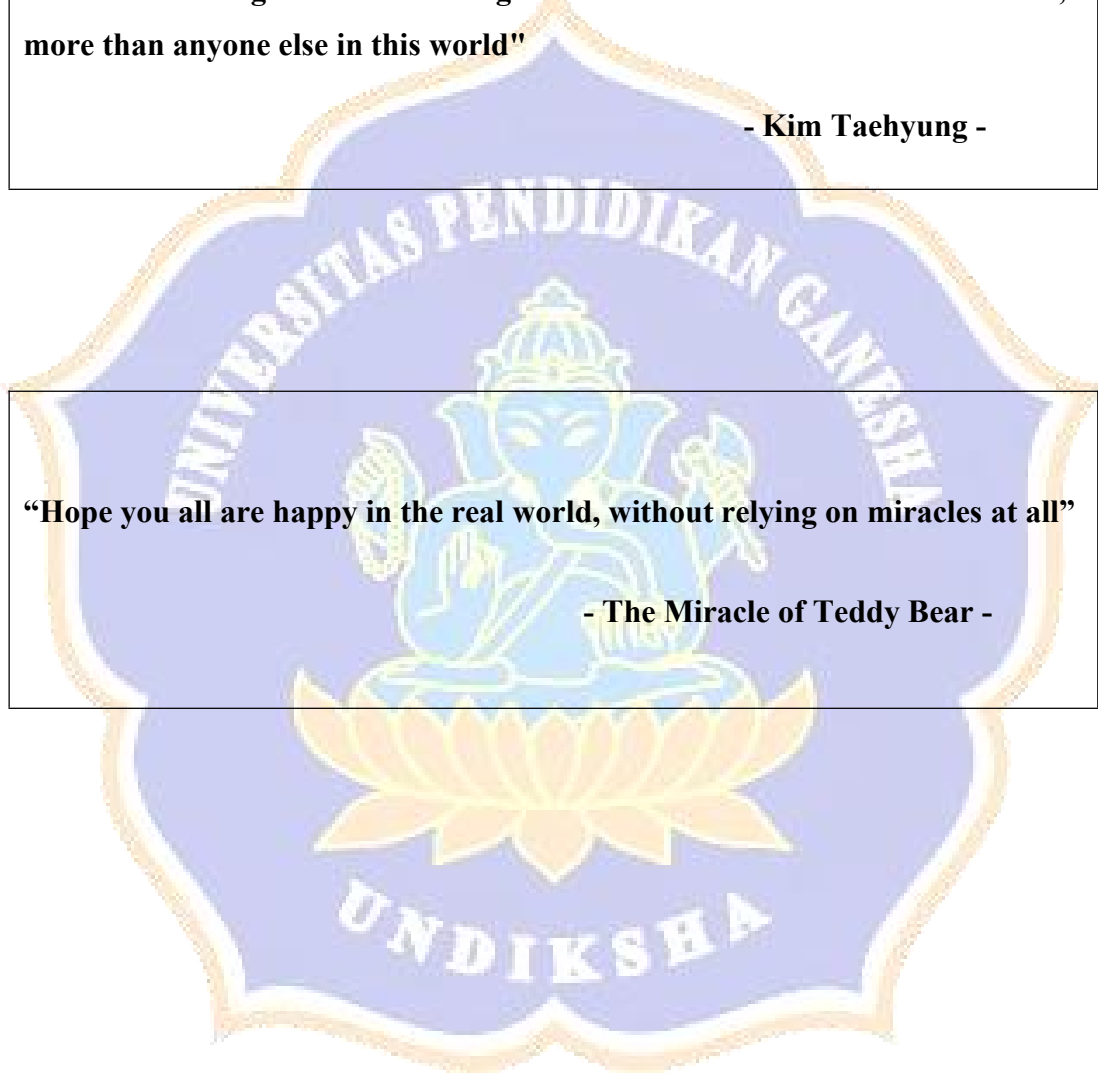 more than anyone else in this world"
- Kim Taehyung -
UNIVERSITAS PENDIDIKAN GANESHA
“Hope you all are happy in the real world, without relying on miracles at all”
- The Miracle of Teddy Bear -
UNDIKSHA